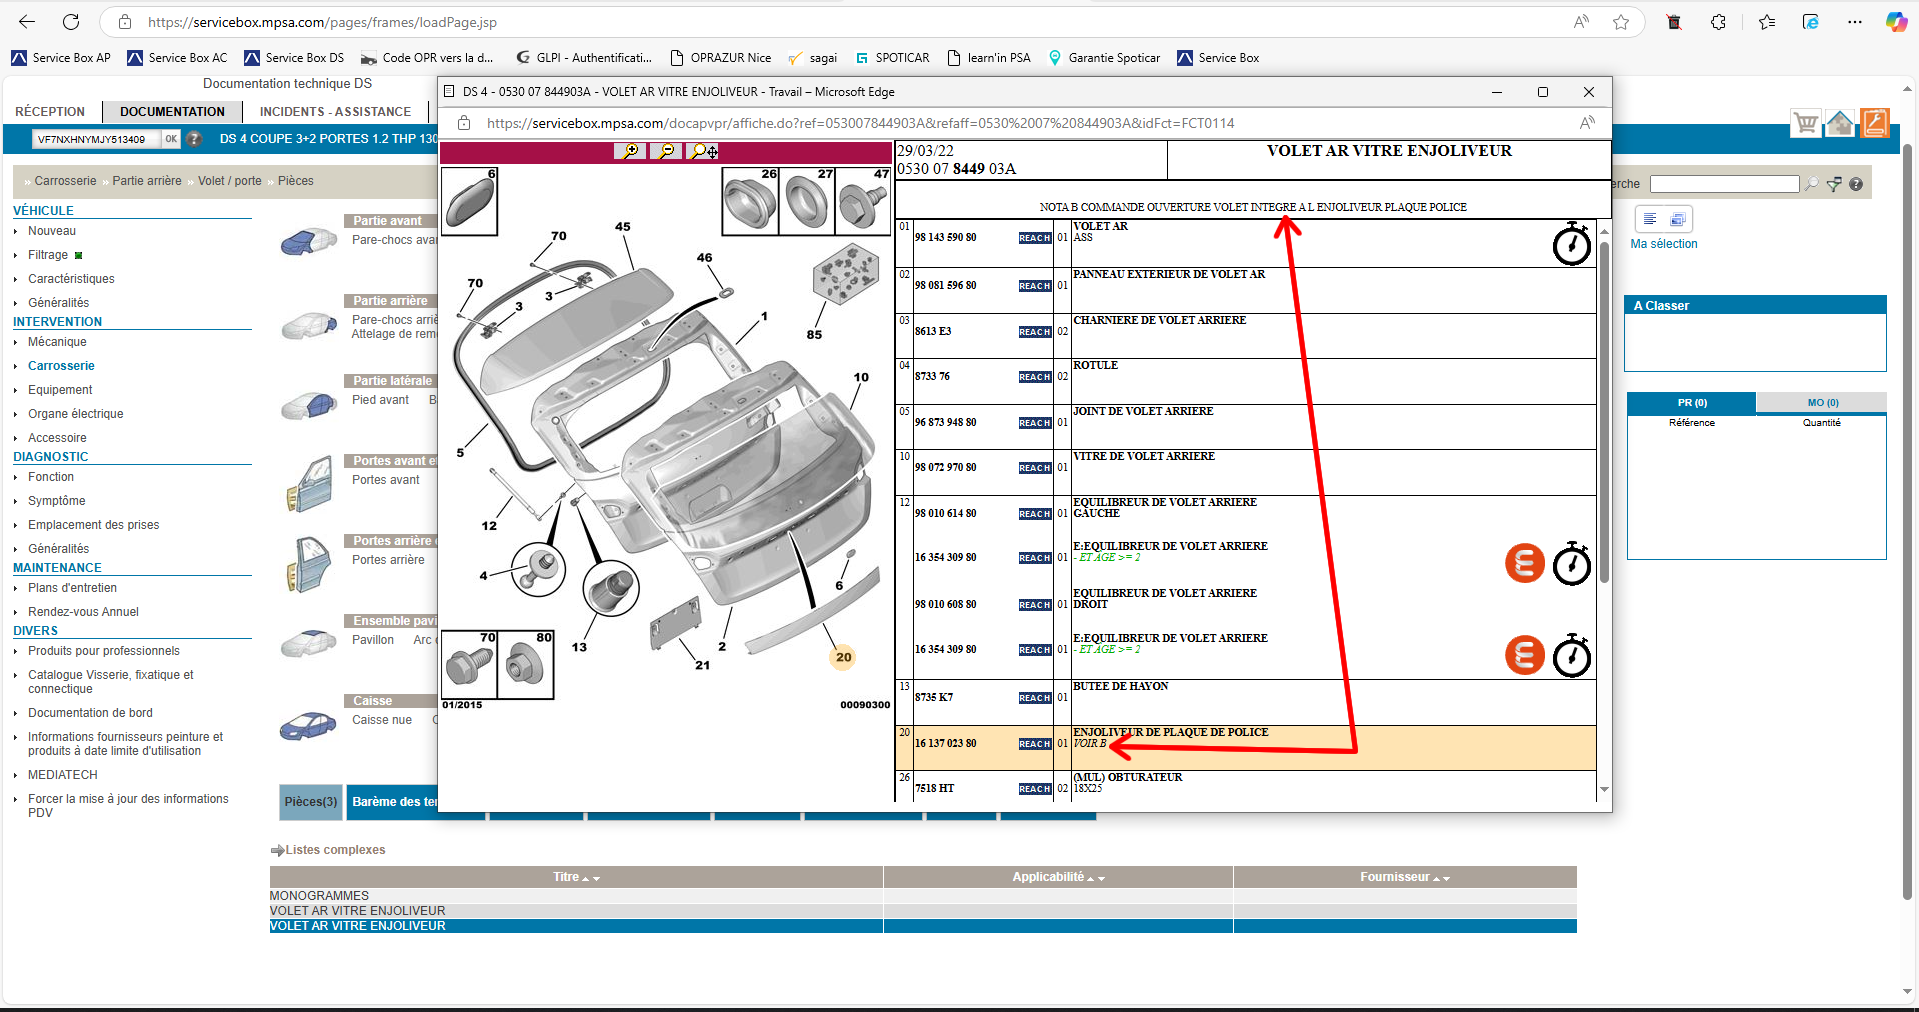 https://servicebox.mpsa.com/pages/frames/loadPage.jsp
Service Box AP
Service Box AC
Service Box DS
Code OPR vers la d...
GLPI - Authentificati...
OPRAZUR Nice
sagai
SPOTICAR
learn'in PSA
Garantie Spoticar
Service Box
Documentation technique DS
RÉCEPTION
DOCUMENTATION
INCIDENTS - ASSISTANCE
VF7NXHNYMJY513409
OK
DS 4 COUPE 3+2 PORTES 1.2 THP 130
» Carrosserie » Partie arrière » Volet / porte » Pièces
erche
VÉHICULE
Nouveau
Filtrage
Caractéristiques
Généralités
INTERVENTION
Mécanique
Carrosserie
Equipement
Organe électrique
Accessoire
DIAGNOSTIC
Fonction
Symptôme
Emplacement des prises
Généralités
MAINTENANCE
Plans d'entretien
Rendez-vous Annuel
DIVERS
Produits pour professionnels
Catalogue Visserie, fixatique et
connectique
Documentation de bord
Informations fournisseurs peinture et
produits à date limite d'utilisation
MEDIATECH
Forcer la mise à jour des informations
PDV
Partie avant
Pare-chocs avan
Partie arrière
Pare-chocs arriè
Attelage de rem
Partie latérale
Pied avant
Portes avant et
Portes avant
Portes arrière
Portes arrière
Ensemble pavi
Pavillon Arc
Caisse
Caisse nue
Pièces(3)
Barème des ter
DS 4 - 0530 07 844903A - VOLET AR VITRE ENJOLIVEUR - Travail – Microsoft Edge
https://servicebox.mpsa.com/docapvpr/affiche.do?ref=053007844903A&refaff=0530%2007%20844903A&idFct=FCT0114
6
26
27
47
45
70
46
70
3
3
85
1
10
5
12
4
13
6
2
21
20
70
80
01/2015
00090300
29/03/22
0530 07 8449 03A
VOLET AR VITRE ENJOLIVEUR
NOTA B COMMANDE OUVERTURE VOLET INTEGRE A L ENJOLIVEUR PLAQUE POLICE
01 VOLET AR
98 143 590 80 REACH 01 ASS
02 PANNEAU EXTERIEUR DE VOLET AR
98 081 596 80 REACH 01
03 CHARNIERE DE VOLET ARRIERE
8613 E3 REACH 02
04 ROTULE
8733 76 REACH 02
05 JOINT DE VOLET ARRIERE
96 873 948 80 REACH 01
10 VITRE DE VOLET ARRIERE
98 072 970 80 REACH 01
12 EQUILIBREUR DE VOLET ARRIERE
98 010 614 80 REACH 01 GAUCHE
E:EQUILIBREUR DE VOLET ARRIERE
16 354 309 80 REACH 01 - ET AGE >= 2
EQUILIBREUR DE VOLET ARRIERE
98 010 608 80 REACH 01 DROIT
E:EQUILIBREUR DE VOLET ARRIERE
16 354 309 80 REACH 01 - ET AGE >= 2
13 BUTEE DE HAYON
8735 K7 REACH 01
20 ENJOLIVEUR DE PLAQUE DE POLICE
16 137 023 80 REACH 01 VOIR B
26 (MUL) OBTURATEUR
7518 HT REACH 02 18X25
Ma sélection
A Classer
PR (0)
MO (0)
Référence
Quantité
Listes complexes
Titre
Applicabilité
Fournisseur
MONOGRAMMES
VOLET AR VITRE ENJOLIVEUR
VOLET AR VITRE ENJOLIVEUR